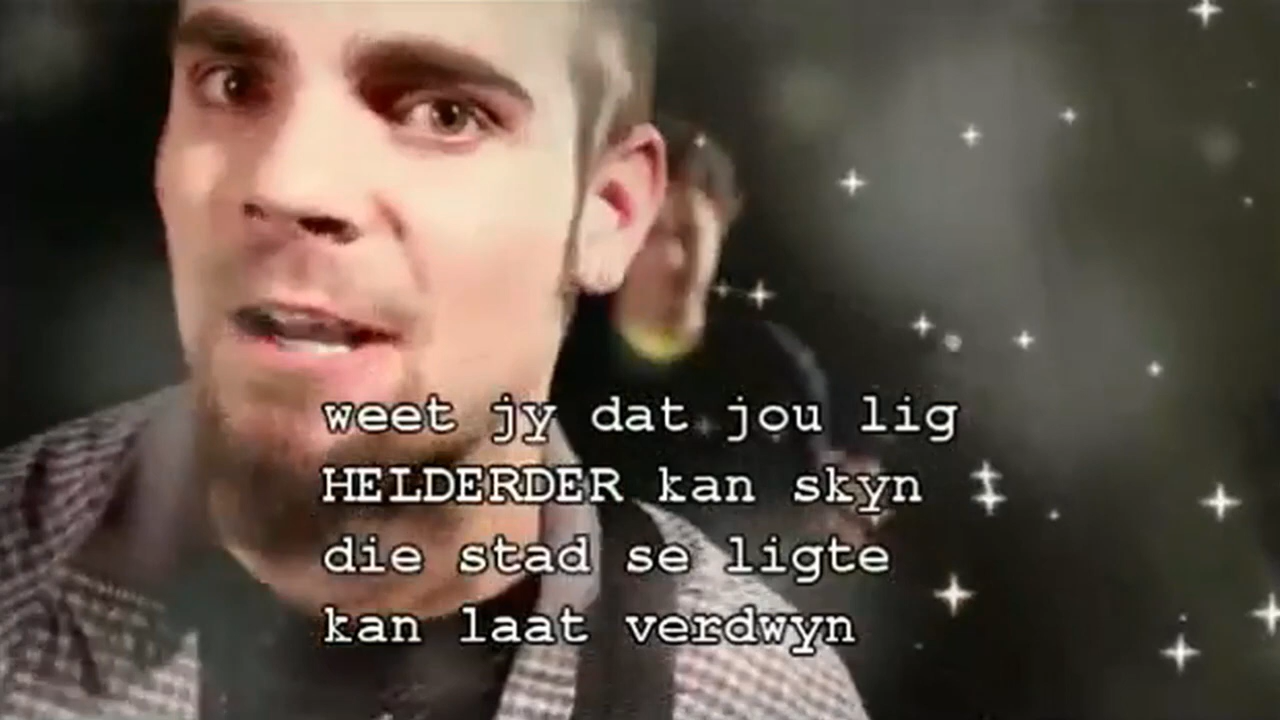 weet jy dat jou lig
HELDERDER kan skyn
die stad se ligte
kan laat verdwyn